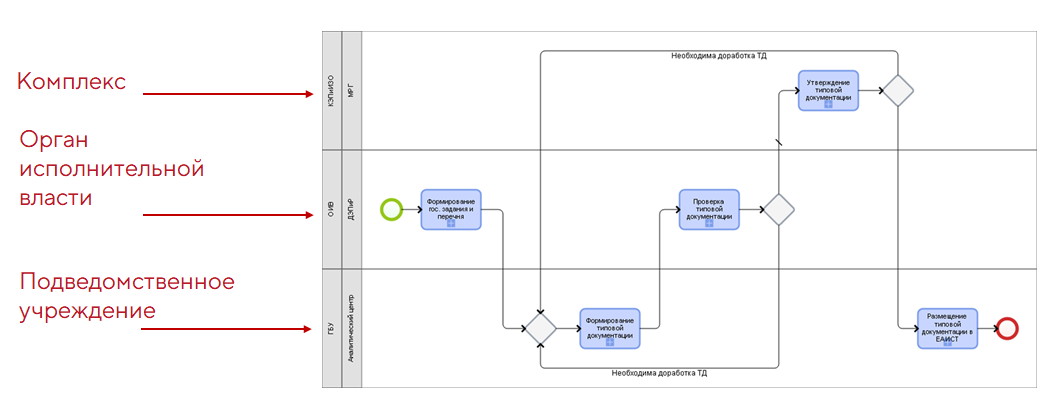 Комплекс
Орган
исполнительной
власти
Подведомственное
учреждение
КЭПиИЗО
МРГ
Необходима доработка ТД
Утверждение
типовой
документации
ОИВ
ДЭПиР
Формирование
гос. задания и
перечня
Проверка
типовой
документации
ГБУ
Аналитический центр
Формирование
типовой
документации
Размещение
типовой
документации в
ЕАИСТ
Необходима доработка ТД